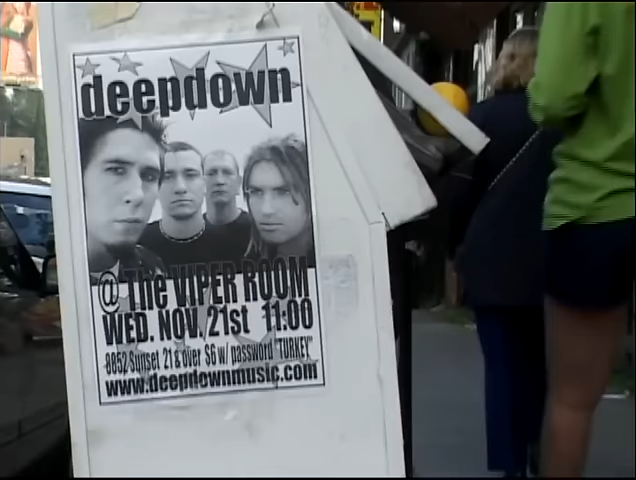 deepdown
@ The VIPER ROOM
WED. NOV. 21st 11:00
8852 Sunset 21 & over $6 w/ password "TURKEY"
www.deepdownmusic.com